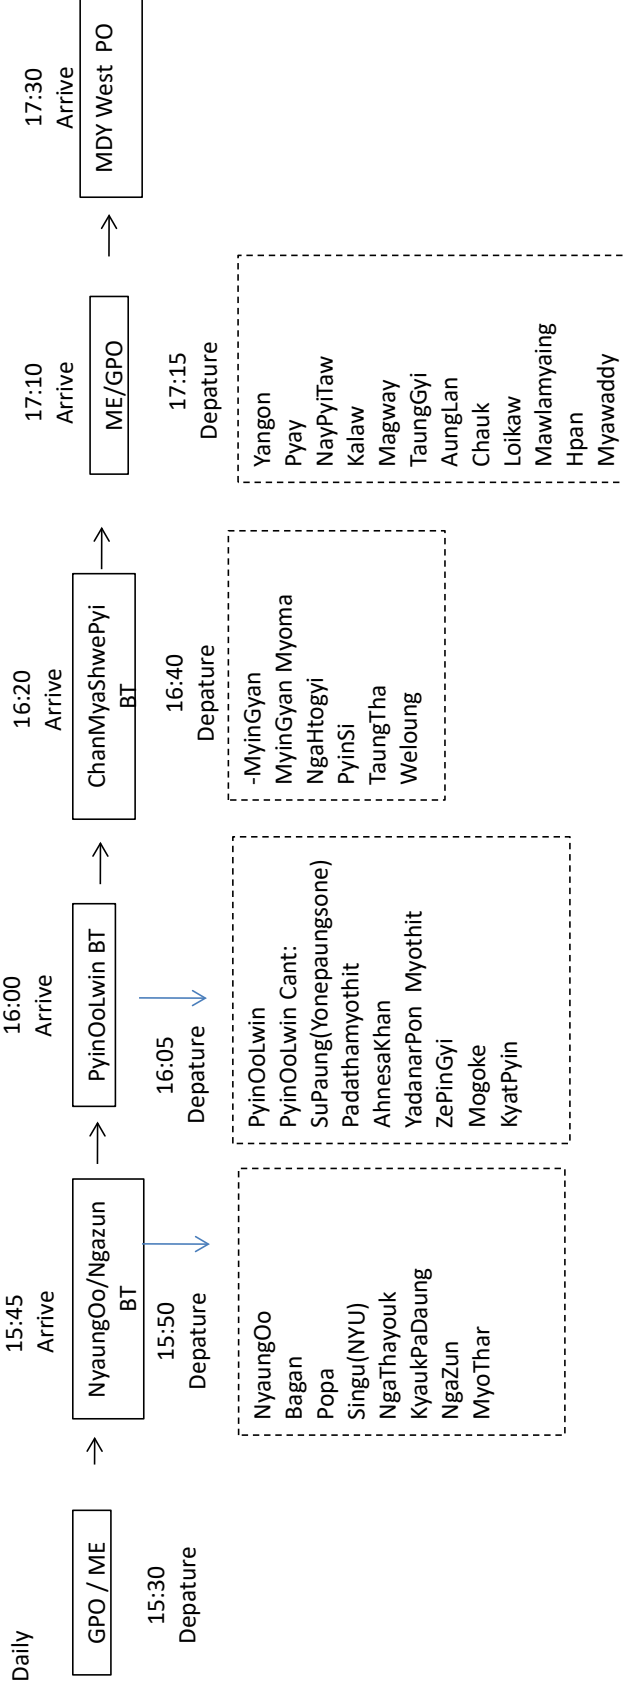 Daily
GPO / ME
15:30
Depature
15:45
Arrive
NyaungOo/Ngazun
BT
15:50
Depature
NyaungOo
Bagan
Popa
Singu(NYU)
NgaThayouk
KyaukPaDaung
NgaZun
MyoThar
16:00
Arrive
PyinOoLwin BT
16:05
Depature
PyinOoLwin
PyinOoLwin Cant:
SuPaung(Yonepaungsone)
Padathamyothit
AhnesaKhan
YadanarPon Myothit
ZePinGyi
Mogoke
KyatPyin
16:20
Arrive
ChanMyaShwePyi
BT
16:40
Depature
-MyinGyan
MyinGyan Myoma
NgaHtogyi
PyinSi
TaungTha
Weloung
17:10
Arrive
ME/GPO
17:15
Depature
Yangon
Pyay
NayPyiTaw
Kalaw
Magway
TaungGyi
AungLan
Chauk
Loikaw
Mawlamyaing
Hpan
Myawaddy
17:30
Arrive
MDY West PO